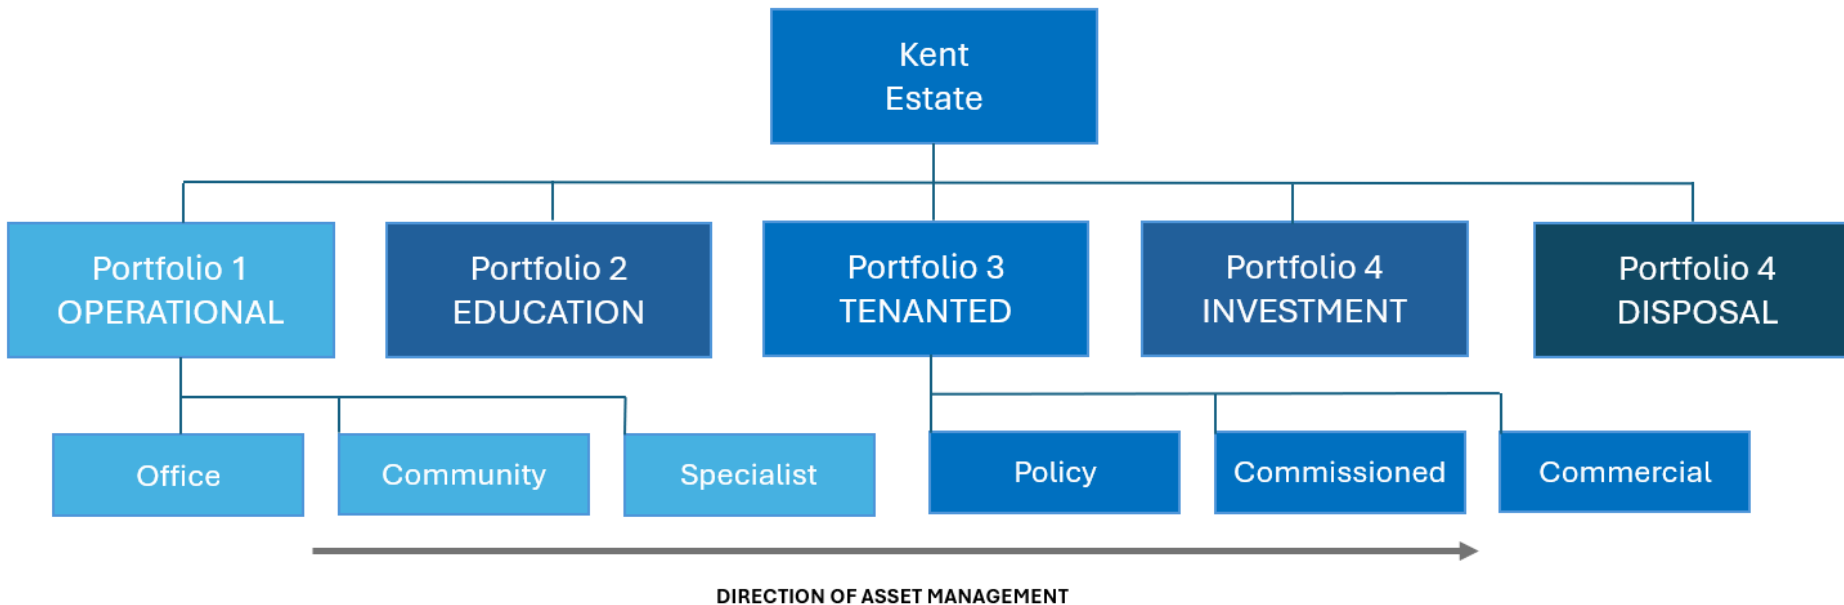 Kent
Estate
Portfolio 1
OPERATIONAL
Portfolio 2
EDUCATION
Portfolio 3
TENANTED
Portfolio 4
INVESTMENT
Portfolio 4
DISPOSAL
Office
Community
Specialist
Policy
Commissioned
Commercial
DIRECTION OF ASSET MANAGEMENT